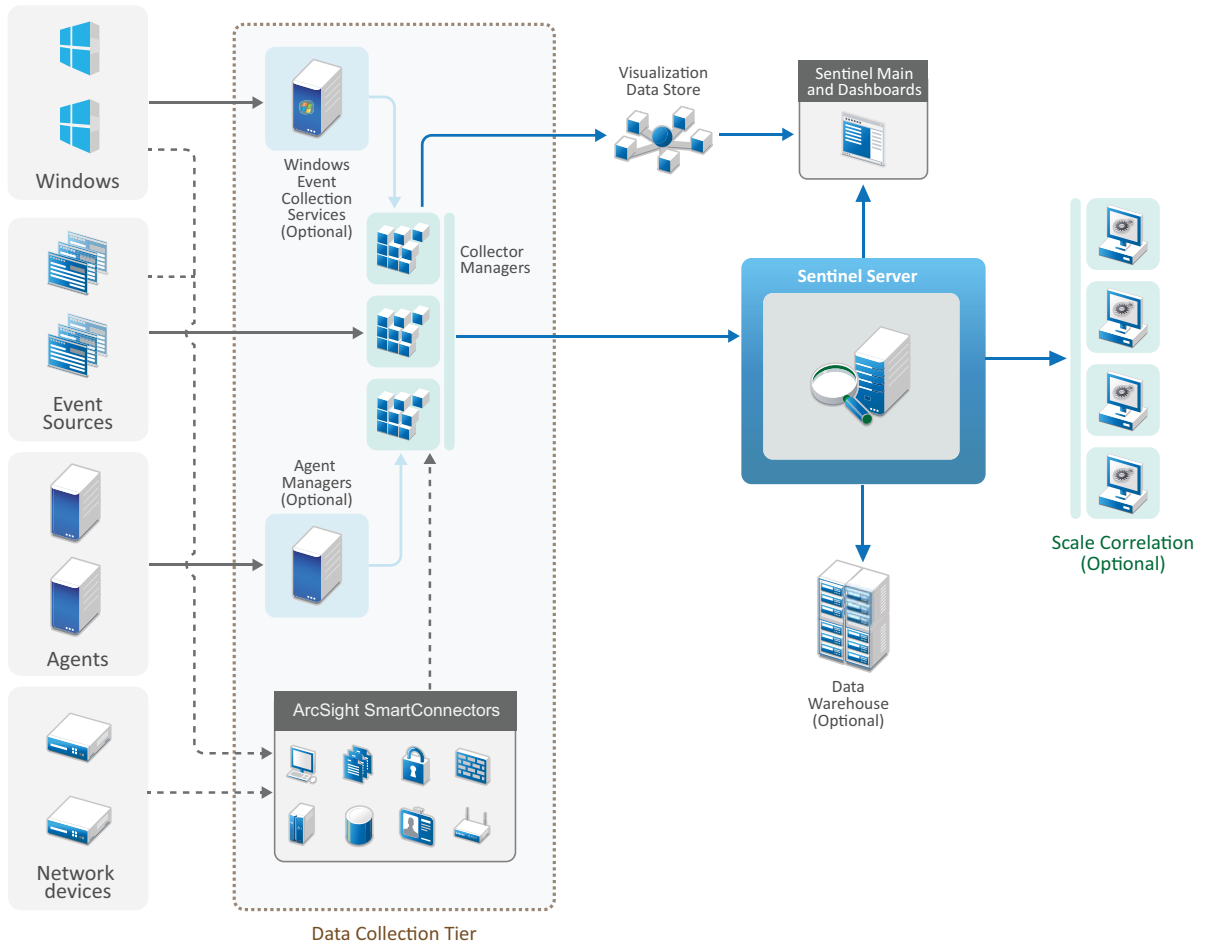 Windows
Event
Sources
Agents
Network
devices
Windows
Event
Collection
Services
(Optional)
Collector
Managers
Agent
Managers
(Optional)
ArcSight SmartConnectors
Data Collection Tier
Visualization
Data Store
Sentinel Main
and Dashboards
Sentinel Server
Data
Warehouse
(Optional)
Scale Correlation
(Optional)